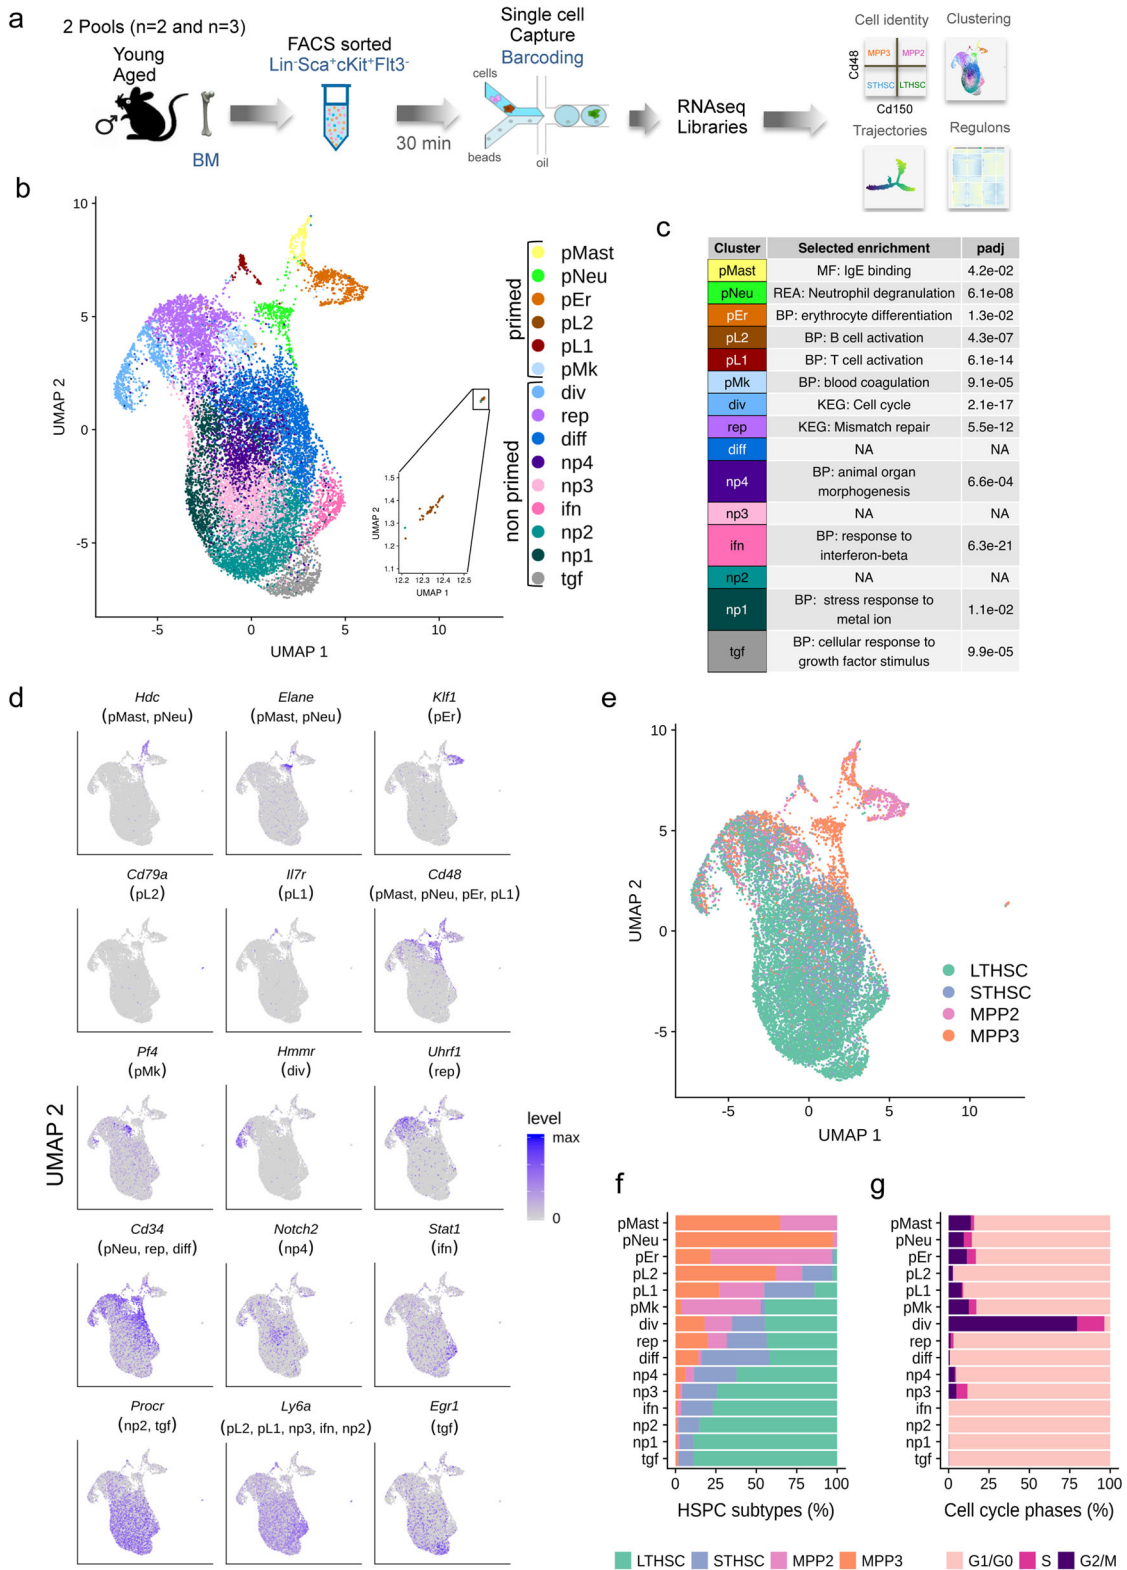 a
2 Pools (n=2 and n=3)
Young
Aged
BM
FACS sorted
Lin-Sca+cKit+Flt3-
30 min
Single cell
Capture
Barcoding
cells
beads
oil
RNAseq
Libraries
Cell identity
Clustering
Cd48
MPP3
MPP2
STHSC
LTHSC
Cd150
Trajectories
Regulons
b
10
5
0
-5
UMAP 2
-5
0
5
10
UMAP 1
1.5
1.4
1.3
1.2
1.1
UMAP 2
12.2
12.3
12.4
12.5
UMAP 1
primed
pMast
pNeu
pEr
pL2
pL1
pMk
non primed
div
rep
diff
np4
np3
ifn
np2
np1
tgf
c
Cluster Selected enrichment padj
pMast MF: IgE binding 4.2e-02
pNeu REA: Neutrophil degranulation 6.1e-08
pEr BP: erythrocyte differentiation 1.3e-02
pL2 BP: B cell activation 4.3e-07
pL1 BP: T cell activation 6.1e-14
pMk BP: blood coagulation 9.1e-05
div KEG: Cell cycle 2.1e-17
rep KEG: Mismatch repair 5.5e-12
diff NA NA
np4 BP: animal organ
morphogenesis 6.6e-04
np3 NA NA
ifn BP: response to
interferon-beta 6.3e-21
np2 NA NA
np1 BP: stress response to
metal ion 1.1e-02
tgf BP: cellular response to
growth factor stimulus 9.9e-05
d
Hdc
(pMast, pNeu)
Elane
(pMast, pNeu)
Klf1
(pEr)
Cd79a
(pL2)
Il7r
(pL1)
Cd48
(pMast, pNeu, pEr, pL1)
Pf4
(pMk)
Hmmr
(div)
Uhrf1
(rep)
UMAP 2
level
max
0
Cd34
(pNeu, rep, diff)
Notch2
(np4)
Stat1
(ifn)
Procr
(np2, tgf)
Ly6a
(pL2, pL1, np3, ifn, np2)
Egr1
(tgf)
e
10
5
0
-5
UMAP 2
-5
0
5
10
UMAP 1
LTHSC
STHSC
MPP2
MPP3
f
pMast
pNeu
pEr
pL2
pL1
pMk
div
rep
diff
np4
np3
ifn
np2
np1
tgf
0 25 50 75 100
HSPC subtypes (%)
LTHSC STHSC MPP2 MPP3
g
pMast
pNeu
pEr
pL2
pL1
pMk
div
rep
diff
np4
np3
ifn
np2
np1
tgf
0 25 50 75 100
Cell cycle phases (%)
G1/G0 S G2/M